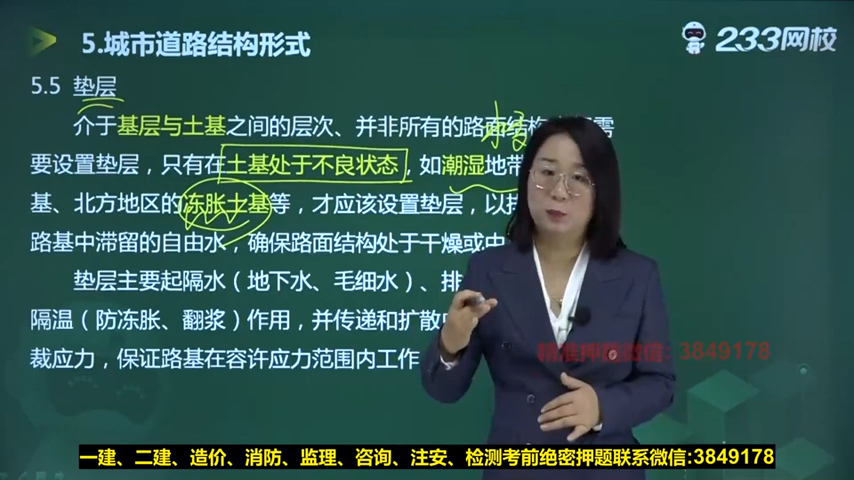 5.城市道路结构形式
233网校
5.5 垫层
介于基层与土基之间的层次、并非所有的路面结构 需
要设置垫层，只有在土基处于不良状态，如潮湿地带
基、北方地区的冻胀土基等，才应该设置垫层，以排
路基中滞留的自由水，确保路面结构处于干燥或中
垫层主要起隔水（地下水、毛细水）、排
隔温（防冻胀、翻浆）作用，并传递和扩散
裁应力，保证路基在容许应力范围内工作
精准押题微信: 3849178
一建、二建、造价、消防、监理、咨询、注安、检测考前绝密押题联系微信:3849178